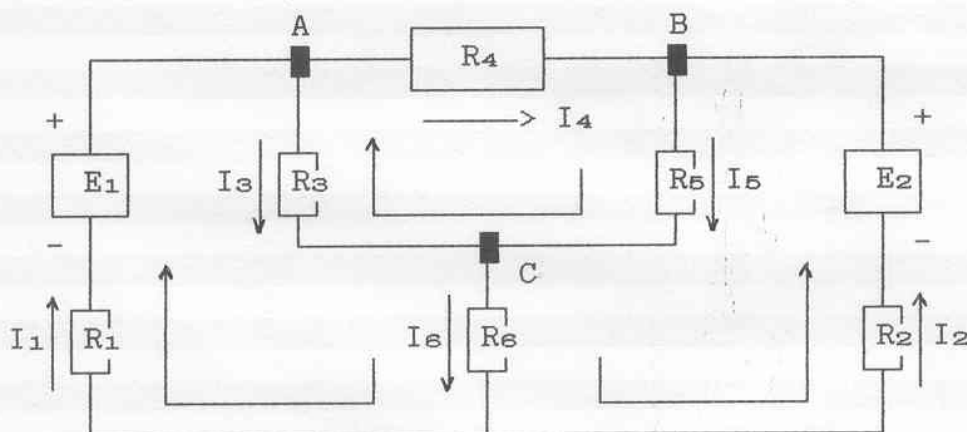 A B
R4
> I4
+ +
E1 I3 R3 R5 I5 E2
- -
C
I1 R1 I6 R6 R2 I2